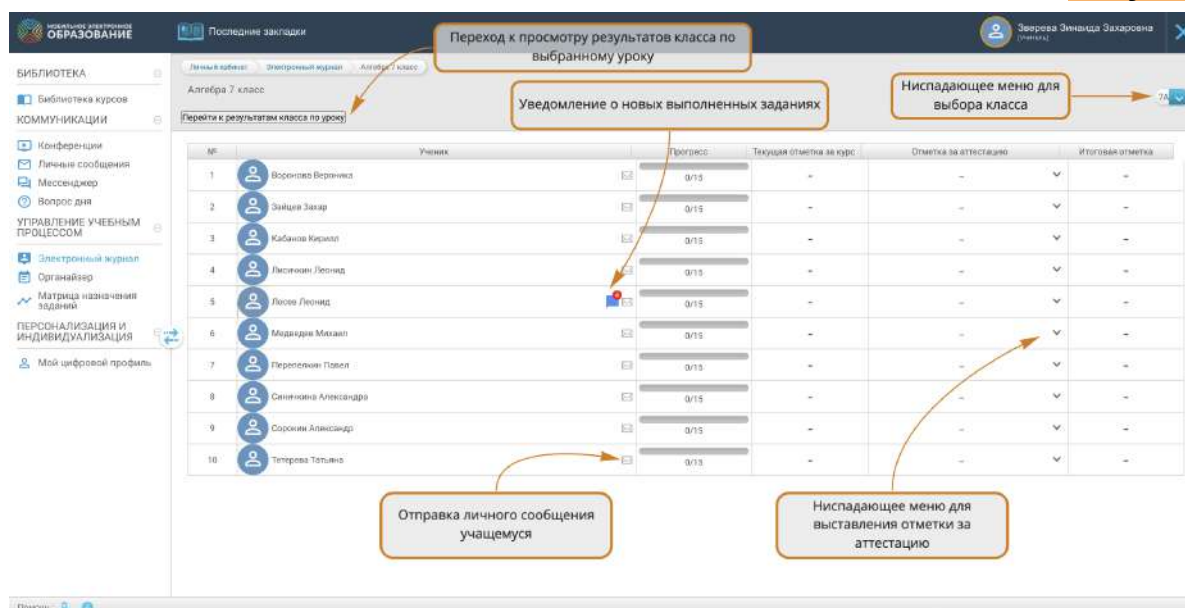 МОБИЛЬНОЕ ЭЛЕКТРОННОЕ
ОБРАЗОВАНИЕ
Последние закладки
Зверева Зинаида Захаровна
(Учитель)
Переход к просмотру результатов класса по
выбранному уроку
Уведомление о новых выполненных заданиях
Ниспадающее меню для
выбора класса
БИБЛИОТЕКА
Библиотека курсов
КОММУНИКАЦИИ
Конференции
Личные сообщения
Мессенджер
Вопрос дня
УПРАВЛЕНИЕ УЧЕБНЫМ
ПРОЦЕССОМ
Электронный журнал
Органайзер
Матрица назначения
заданий
ПЕРСОНАЛИЗАЦИЯ И
ИНДИВИДУАЛИЗАЦИЯ
Мой цифровой профиль
Личный кабинет Электронный журнал Алгебра 7 класс
Алгебра 7 класс
7А
Перейти к результатам класса по уроку
№ Ученик Прогресс Текущая отметка за курс Отметка за аттестацию Итоговая отметка
1 Воронова Вероника 0/15 – – –
2 Зайцев Захар 0/15 – – –
3 Кабанов Кирилл 0/15 – – –
4 Лисичкин Леонид 0/15 – – –
5 Лосев Леонид 0/15 – – –
6 Медведев Михаил 0/15 – – –
7 Перепелкин Павел 0/15 – – –
8 Синичкина Александра 0/15 – – –
9 Сорокин Александр 0/15 – – –
10 Тетерева Татьяна 0/15 – – –
Отправка личного сообщения
учащемуся
Ниспадающее меню для
выставления отметки за
аттестацию